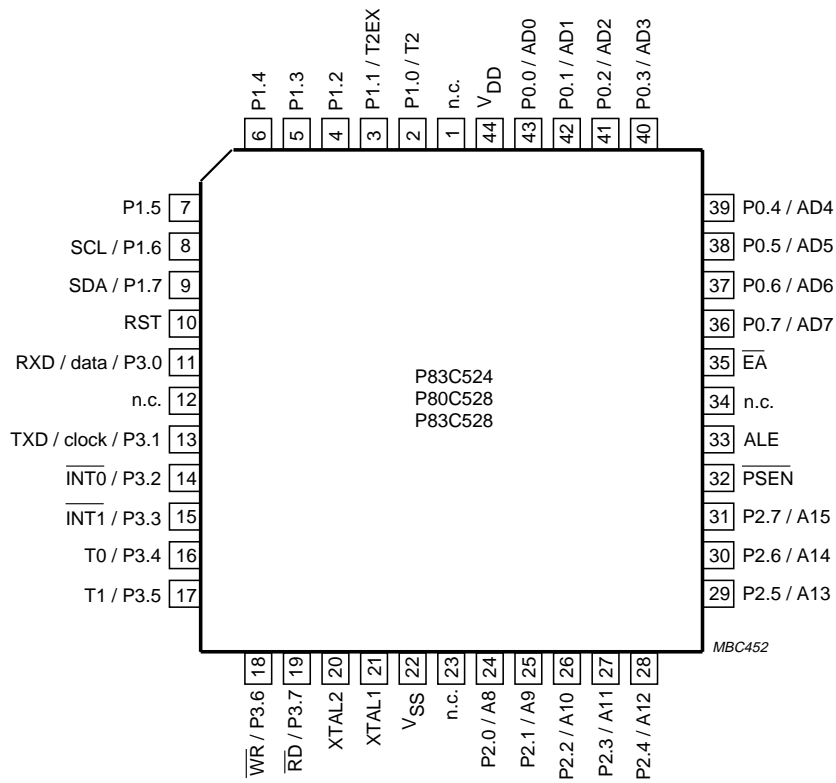 P1.4
P1.3
P1.2
P1.1 / T2EX
P1.0 / T2
n.c.
VDD
P0.0 / AD0
P0.1 / AD1
P0.2 / AD2
P0.3 / AD3
6
5
4
3
2
1
44
43
42
41
40
P1.5 7
SCL / P1.6 8
SDA / P1.7 9
RST 10
RXD / data / P3.0 11
n.c. 12
TXD / clock / P3.1 13
INT0 / P3.2 14
INT1 / P3.3 15
T0 / P3.4 16
T1 / P3.5 17
P83C524
P80C528
P83C528
39 P0.4 / AD4
38 P0.5 / AD5
37 P0.6 / AD6
36 P0.7 / AD7
35 EA
34 n.c.
33 ALE
32 PSEN
31 P2.7 / A15
30 P2.6 / A14
29 P2.5 / A13
MBC452
18
19
20
21
22
23
24
25
26
27
28
WR / P3.6
RD / P3.7
XTAL2
XTAL1
VSS
n.c.
P2.0 / A8
P2.1 / A9
P2.2 / A10
P2.3 / A11
P2.4 / A12